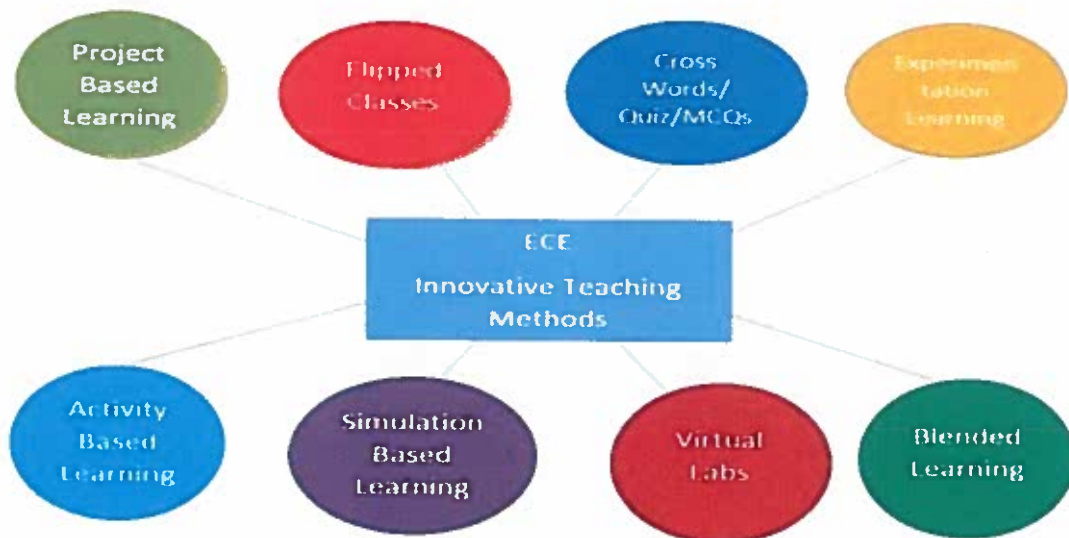 Project
Based
Learning
Flipped
Classes
Cross
Words/
Quiz/MCQs
Experimen
tation
Learning
ECE
Innovative Teaching
Methods
Activity
Based
Learning
Simulation
Based
Learning
Virtual
Labs
Blended
Learning